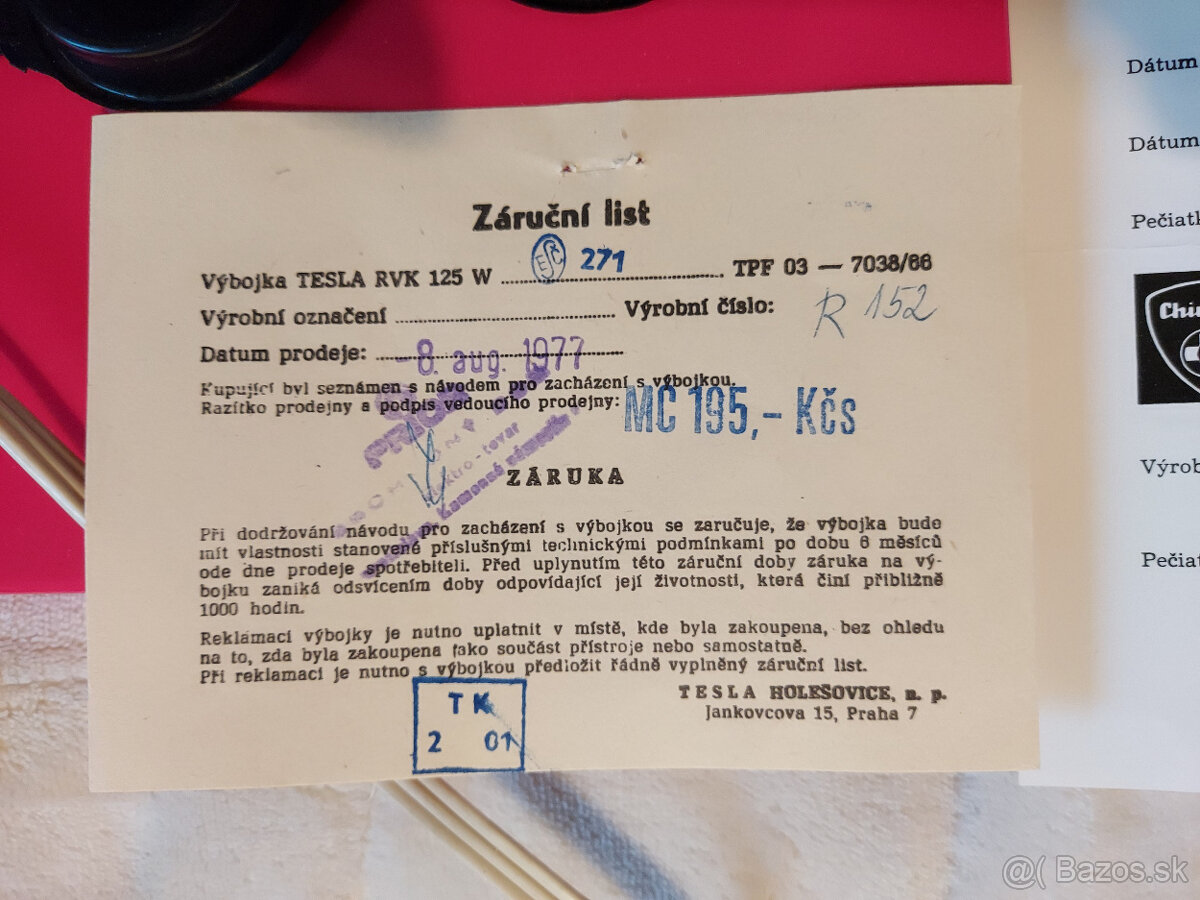 Záruční list
Výbojka TESLA RVK 125 W ESČ 271 TPF 03 — 7038/66
Výrobní označení Výrobní číslo: R 152
Datum prodeje: -8. aug. 1977
Kupující byl seznámen s návodem pro zacházení s výbojkou.
Razítko prodejny a podpis vedoucího prodejny: MC 195,- Kčs
elektro - tovar
Kamenné námestie
ZÁRUKA
Při dodržování návodu pro zacházení s výbojkou se zaručuje, že výbojka bude
mít vlastnosti stanovené příslušnými technickými podmínkami po dobu 6 měsíců
ode dne prodeje spotřebiteli. Před uplynutím této záruční doby záruka na vý-
bojku zaniká odsvícením doby odpovídající její životnosti, která činí přibližně
1000 hodin.
Reklamaci výbojky je nutno uplatnit v místě, kde byla zakoupena, bez ohledu
na to, zda byla zakoupena jako součást přístroje nebo samostatně.
Při reklamaci je nutno s výbojkou předložit řádně vyplněný záruční list.
TESLA HOLEŠOVICE, n. p.
Jankovcova 15, Praha 7
TK
2 01
Dátum
Dátum
Pečiatk
Chi
Výrob
Pečiat
@( Bazos.sk